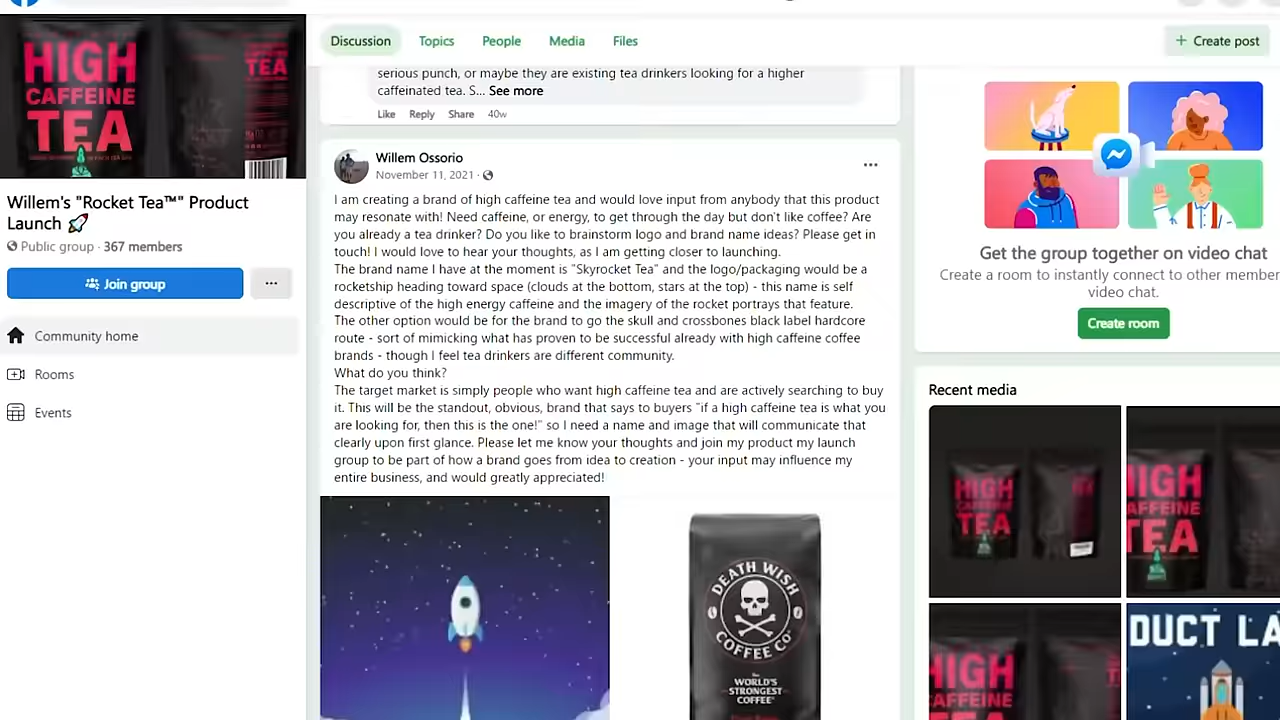 HIGH
CAFFEINE
TEA
TEA
Willem's "Rocket Tea™" Product
Launch 🚀
Public group · 367 members
Join group
Community home
Rooms
Events
Discussion
Topics
People
Media
Files
+ Create post
serious punch, or maybe they are existing tea drinkers looking for a higher
caffeinated tea. S... See more
Like Reply Share 40w
Willem Ossorio
November 11, 2021 ·
I am creating a brand of high caffeine tea and would love input from anybody that this product
may resonate with! Need caffeine, or energy, to get through the day but don't like coffee? Are
you already a tea drinker? Do you like to brainstorm logo and brand name ideas? Please get in
touch! I would love to hear your thoughts, as I am getting closer to launching.
The brand name I have at the moment is "Skyrocket Tea" and the logo/packaging would be a
rocketship heading toward space (clouds at the bottom, stars at the top) - this name is self
descriptive of the high energy caffeine and the imagery of the rocket portrays that feature.
The other option would be for the brand to go the skull and crossbones black label hardcore
route - sort of mimicking what has proven to be successful already with high caffeine coffee
brands - though I feel tea drinkers are different community.
What do you think?
The target market is simply people who want high caffeine tea and are actively searching to buy
it. This will be the standout, obvious, brand that says to buyers "if a high caffeine tea is what you
are looking for, then this is the one!" so I need a name and image that will communicate that
clearly upon first glance. Please let me know your thoughts and join my product my launch
group to be part of how a brand goes from idea to creation - your input may influence my
entire business, and would greatly appreciated!
DEATH WISH
COFFEE CO
WORLD'S
STRONGEST
COFFEE
Get the group together on video chat
Create a room to instantly connect to other member
video chat.
Create room
Recent media
HIGH
CAFFEINE
TEA
HIGH
AFFEINE
TEA
HIGH
CAFFEINE
TEA
DUCT LA